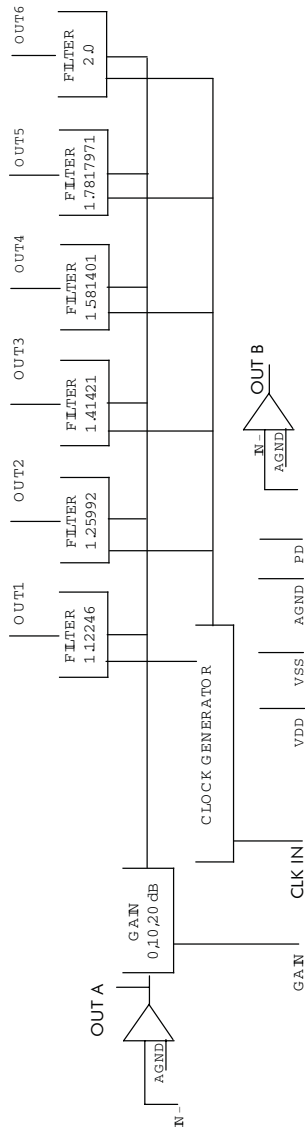 OUT1
OUT2
OUT3
OUT4
OUT5
OUT6
FILTER
1.12246
FILTER
1.25992
FILTER
1.41421
FILTER
1.581401
FILTER
1.7817971
FILTER
2.0
OUT A
IN-
AGND
GAIN
0,10,20 dB
CLOCK GENERATOR
GAIN
CLK IN
VDD
VSS
AGND
PD
IN-
AGND
OUT B